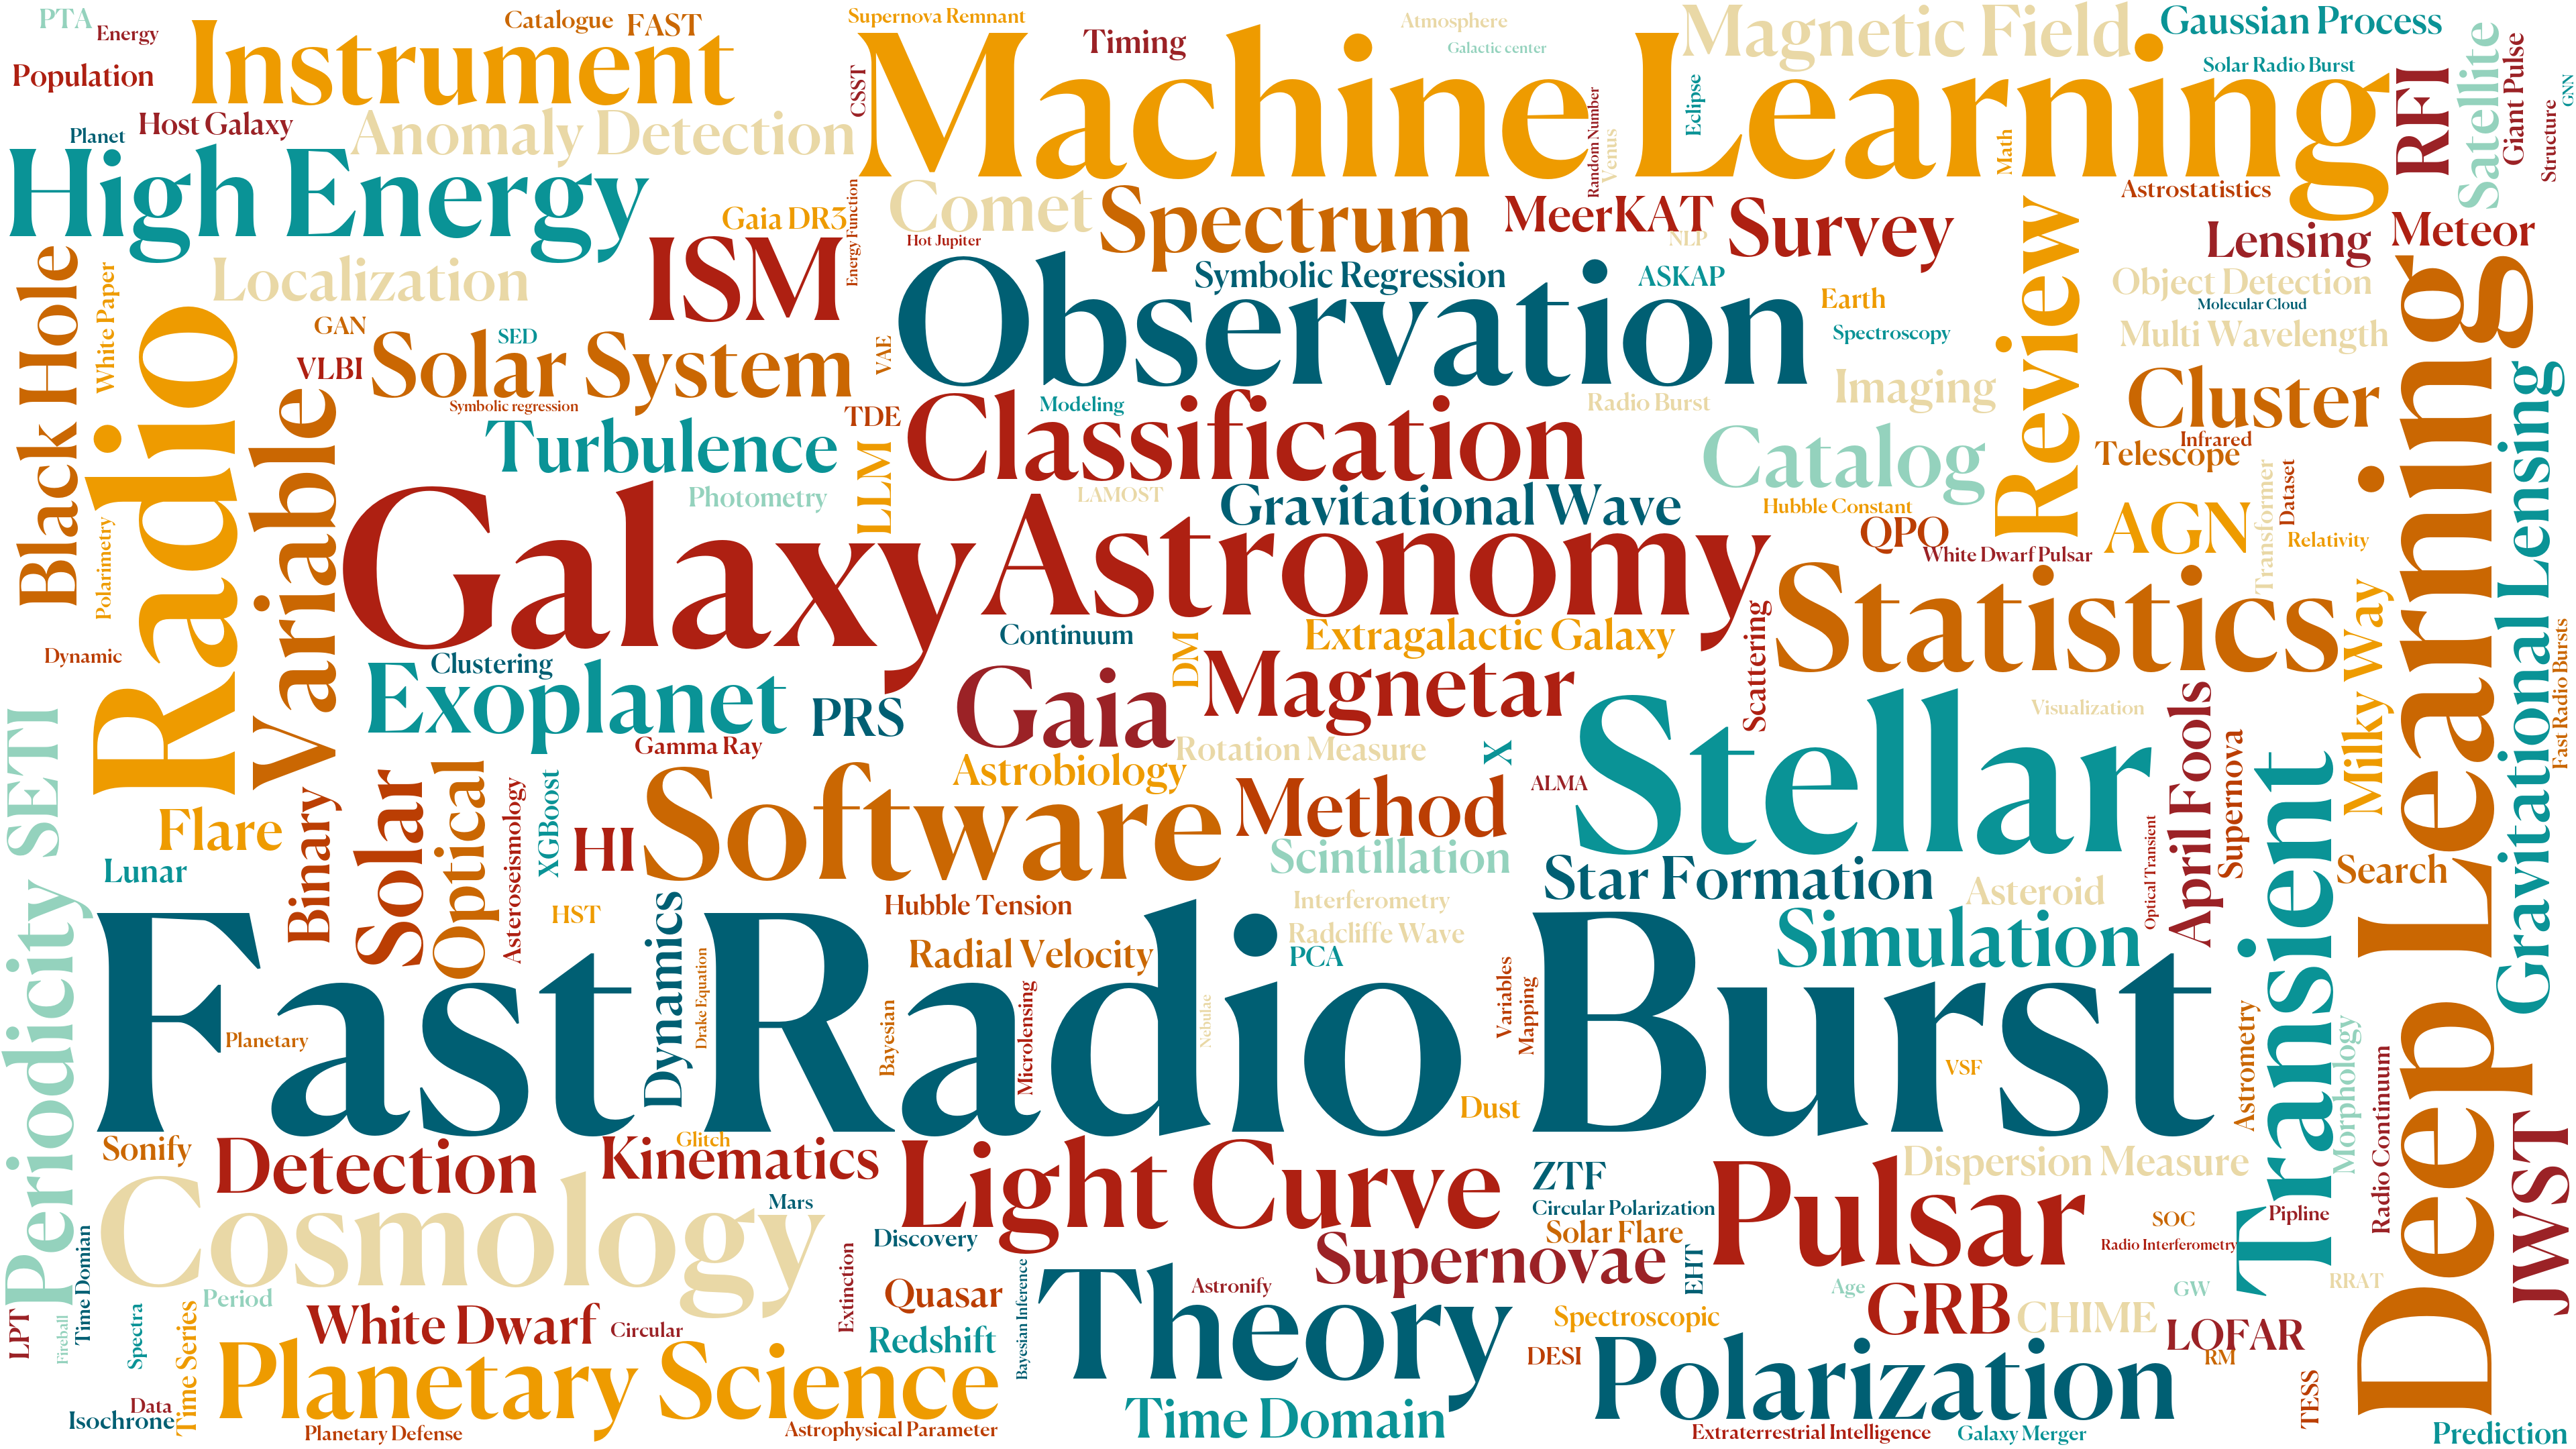 PTA
Energy
Catalogue
FAST
Supernova Remnant
Timing
Atmosphere
Galactic center
Magnetic Field
Gaussian Process
Population
Instrument
Machine Learning
Solar Radio Burst
RFI
Satellite
Giant Pulse
GNN
Structure
CSST
Eclipse
Random Number
Venus
Math
Planet
Host Galaxy
Anomaly Detection
High Energy
Energy Function
Gaia DR3
Comet
Hot Jupiter
Spectrum
MeerKAT
NLP
Survey
Astrostatistics
Lensing
Meteor
Review
Black Hole
White Paper
Localization
ISM
Symbolic Regression
ASKAP
Earth
Object Detection
Molecular Cloud
Radio
GAN
SED
VLBI
Solar System
VAE
Observation
Spectroscopy
Multi Wavelength
Symbolic regression
Variable
Turbulence
TDE
LLM
Modeling
Classification
Radio Burst
Imaging
Catalog
Cluster
Infrared
Telescope
Deep Learning
Gravitational Lensing
Photometry
LAMOST
Gravitational Wave
Hubble Constant
QPO
White Dwarf Pulsar
AGN
Transformer
Dataset
Relativity
Polarimetry
Galaxy
Astronomy
Statistics
Dynamic
Clustering
Continuum
DM
Extragalactic Galaxy
Scattering
Milky Way
Fast Radio Bursts
Exoplanet
PRS
Gaia
Magnetar
Gamma Ray
Rotation Measure
X
Stellar
Visualization
April Fools
Supernova
SETI
Flare
Lunar
Binary
Solar
Optical
Asteroseismology
XGBoost
HI
Software
Astrobiology
Method
ALMA
Scintillation
Star Formation
Asteroid
Optical Transient
Transient
Search
Periodicity
HST
Dynamics
Drake Equation
Hubble Tension
Interferometry
Radcliffe Wave
Radial Velocity
PCA
Simulation
Fast Radio Burst
Planetary
Bayesian
Microlensing
Nebulae
Variables
Mapping
Dust
VSF
Astrometry
Morphology
Radio Continuum
JWST
Sonify
Detection
Glitch
Kinematics
Light Curve
ZTF
Dispersion Measure
Cosmology
Mars
Circular Polarization
Pulsar
SOC
Pipline
Time Domian
Discovery
Solar Flare
Supernovae
EHT
Radio Interferometry
LPT
Fireball
Spectra
Time Series
Period
Extinction
Quasar
Bayesian Inference
Theory
Astronify
Age
GW
RRAT
White Dwarf
Circular
Redshift
Spectroscopic
GRB
CHIME
LOFAR
Planetary Science
DESI
Polarization
RM
TESS
Data
Isochrone
Planetary Defense
Astrophysical Parameter
Time Domain
Extraterrestrial Intelligence
Galaxy Merger
Prediction